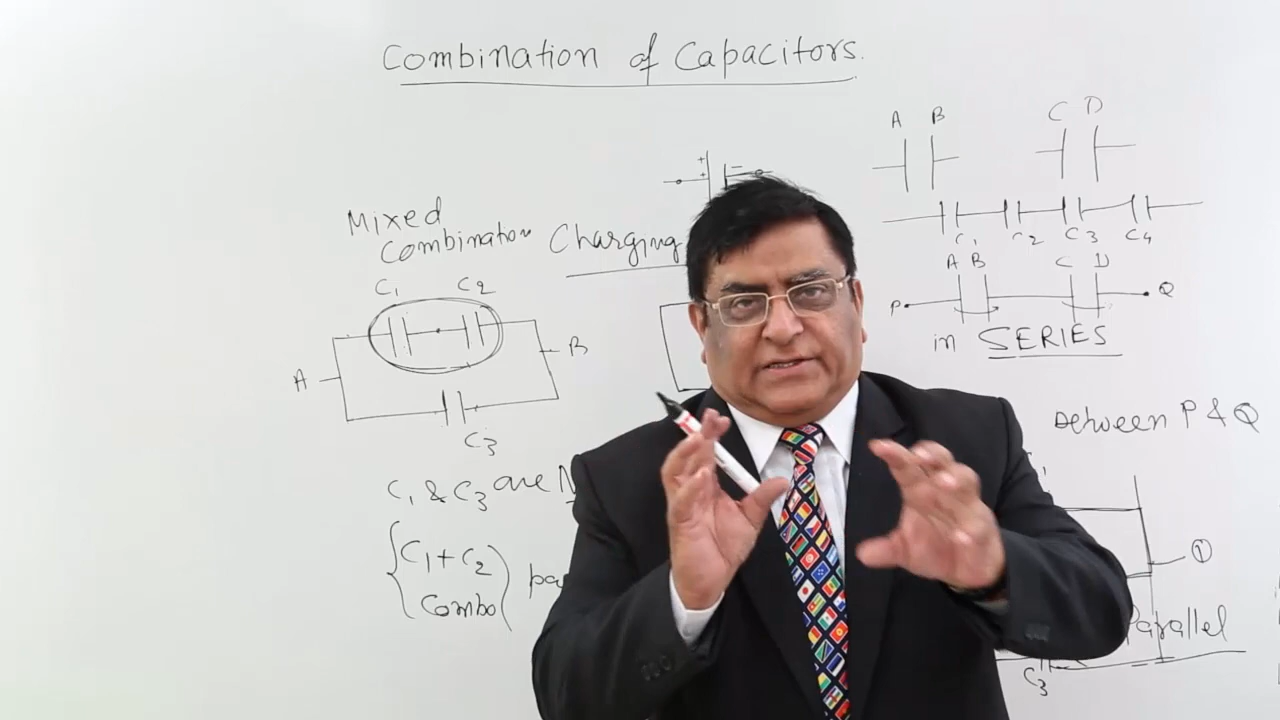 Combination of Capacitors.
Mixed
Combination
C1 C2
A
B
C3
C1 & C3 are
C1 + C2
Combo
Charging
+ −
+
A B C D
C1 C2 C3 C4
A B C D
P Q
in SERIES
Between P & Q
1
Parallel
C3